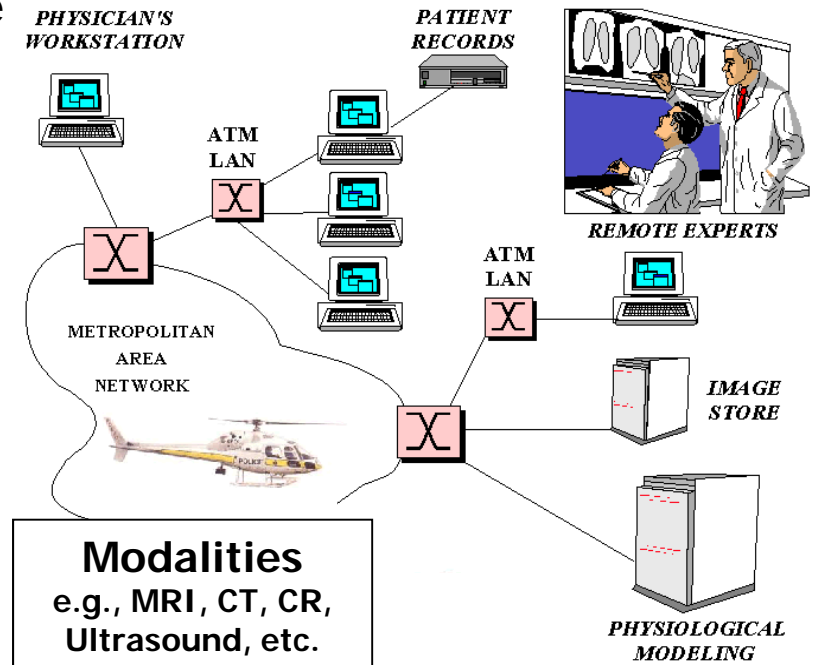 e
PHYSICIAN'S
WORKSTATION
PATIENT
RECORDS
ATM
LAN
REMOTE EXPERTS
ATM
LAN
METROPOLITAN
AREA
NETWORK
POLICE
IMAGE
STORE
Modalities
e.g., MRI, CT, CR,
Ultrasound, etc.
PHYSIOLOGICAL
MODELING